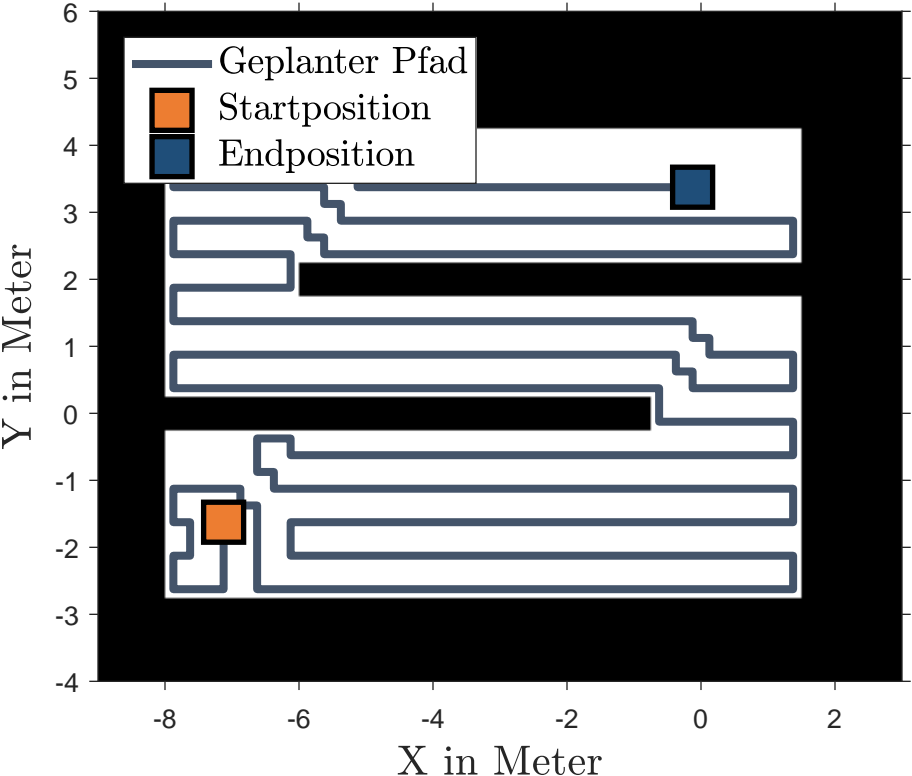 Geplanter Pfad
Startposition
Endposition
6
5
4
3
2
1
0
-1
-2
-3
-4
-8 -6 -4 -2 0 2
X in Meter
Y in Meter